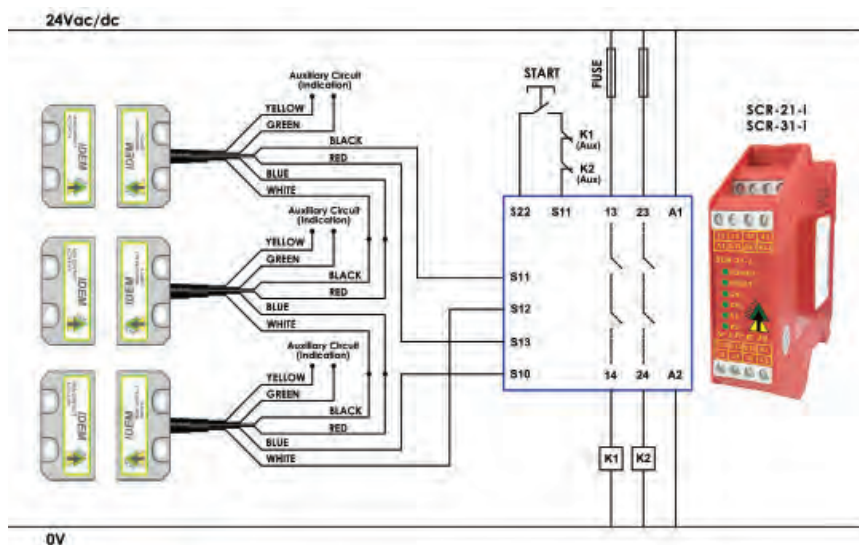 24Vac/dc
Auxiliary Circuit
(Indication)
YELLOW
GREEN
BLACK
RED
BLUE
WHITE
IDEM
IDEM
Auxiliary Circuit
(Indication)
YELLOW
GREEN
BLACK
RED
BLUE
WHITE
IDEM
IDEM
Auxiliary Circuit
(Indication)
YELLOW
GREEN
BLACK
RED
BLUE
WHITE
IDEM
IDEM
START
FUSE
K1
(Aux)
K2
(Aux)
S22 S11 13 23 A1
S11
S12
S13
S10
14 24 A2
K1 K2
SCR-21-i
SCR-31-i
0V